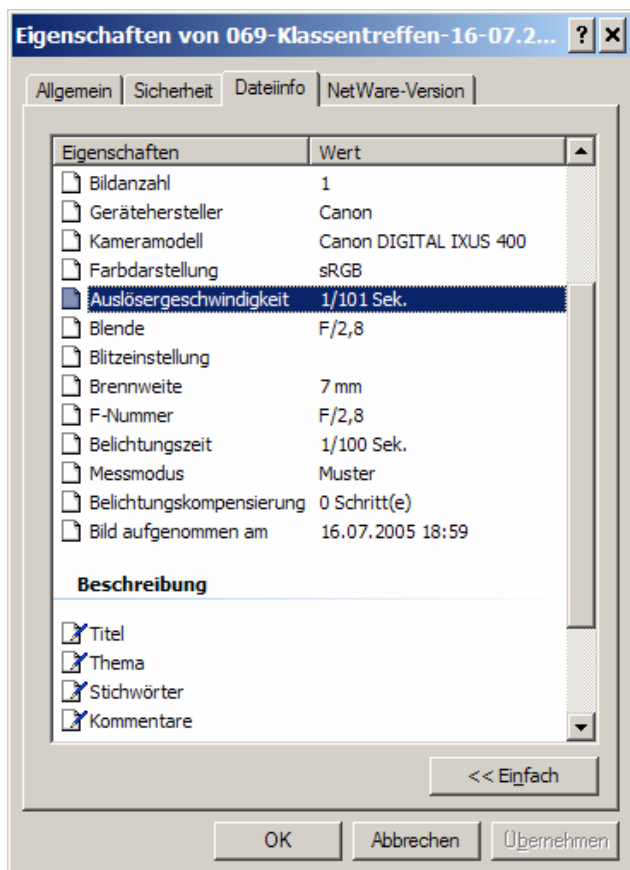 Eigenschaften von 069-Klassentreffen-16-07.2...
Allgemein Sicherheit Dateiinfo NetWare-Version
Eigenschaften Wert
Bildanzahl 1
Gerätehersteller Canon
Kameramodell Canon DIGITAL IXUS 400
Farbdarstellung sRGB
Auslösergeschwindigkeit 1/101 Sek.
Blende F/2,8
Blitzeinstellung
Brennweite 7 mm
F-Nummer F/2,8
Belichtungszeit 1/100 Sek.
Messmodus Muster
Belichtungskompensierung 0 Schritt(e)
Bild aufgenommen am 16.07.2005 18:59
Beschreibung
Titel
Thema
Stichwörter
Kommentare
<< Einfach
OK Abbrechen Übernehmen